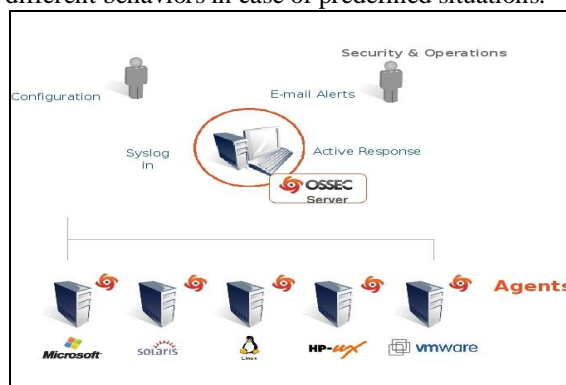 different behaviors in case of predefined situations.
Security & Operations
Configuration
E-mail Alerts
Syslog in
Active Response
OSSEC
Server
Agents
Microsoft
solaris
Linux
HP-UX
vmware